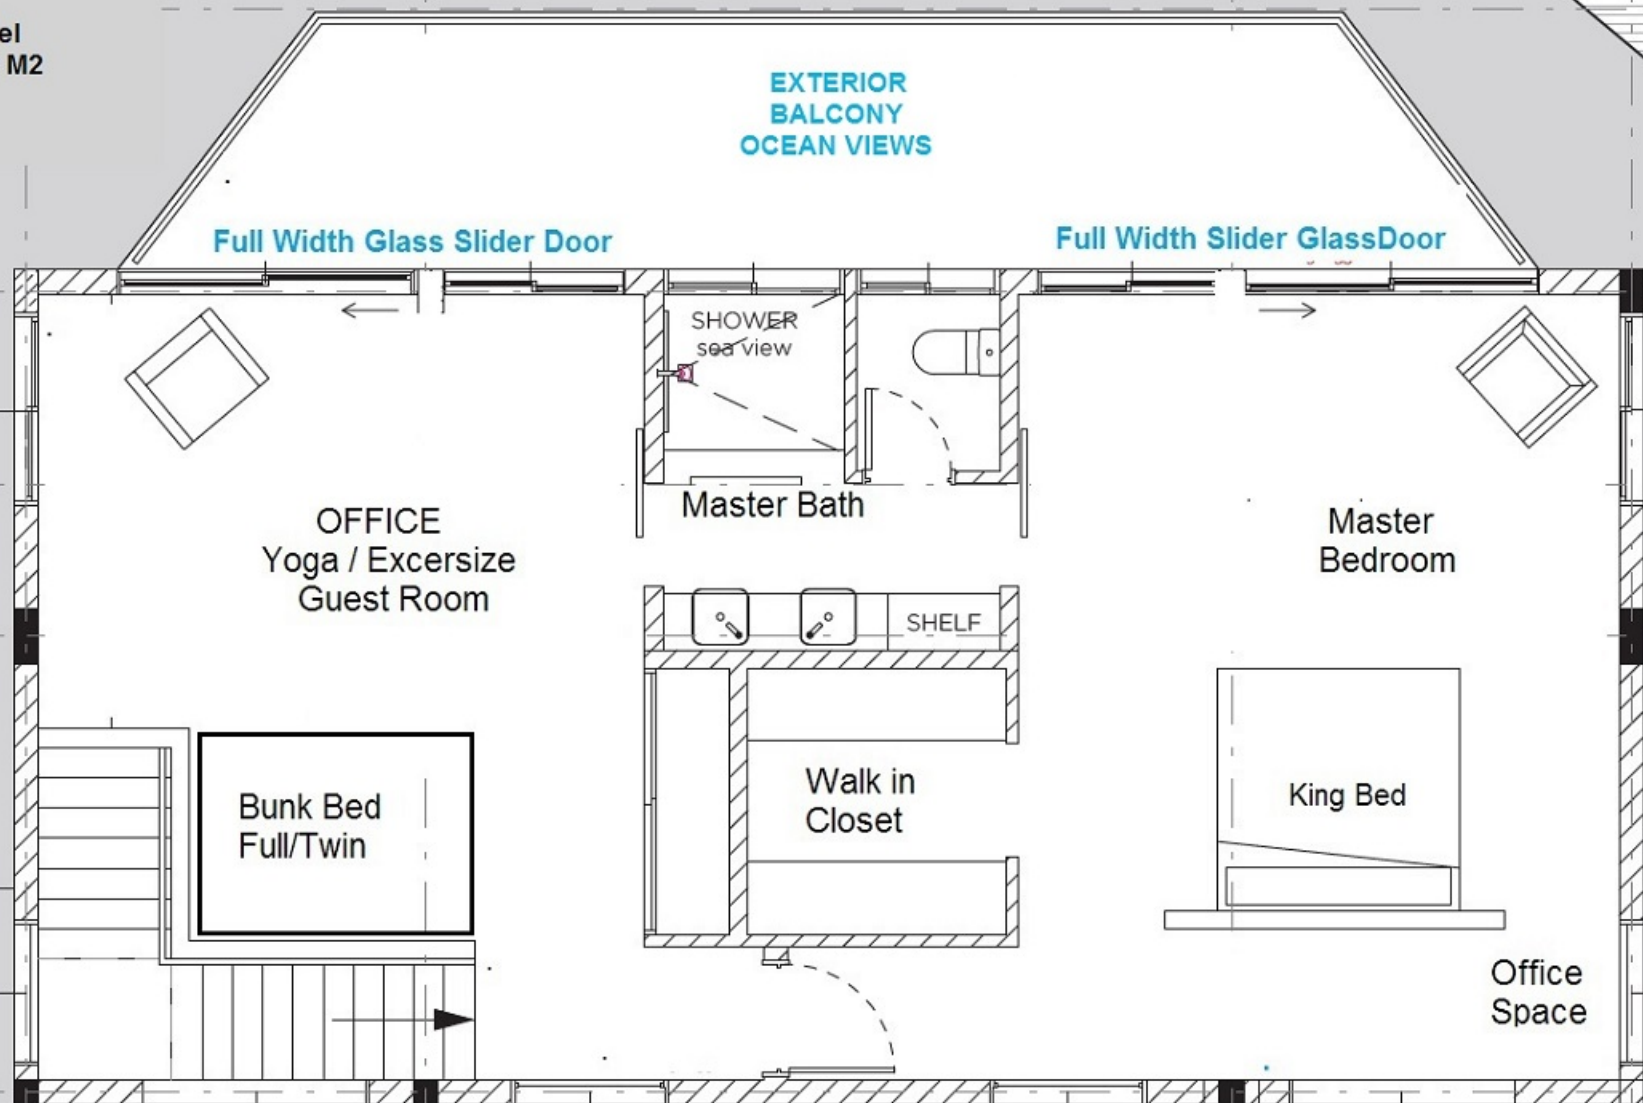 el
M2
EXTERIOR
BALCONY
OCEAN VIEWS
Full Width Glass Slider Door
Full Width Slider GlassDoor
SHOWER
sea view
Master Bath
OFFICE
Yoga / Excersize
Guest Room
Master
Bedroom
SHELF
Bunk Bed
Full/Twin
Walk in
Closet
King Bed
Office
Space